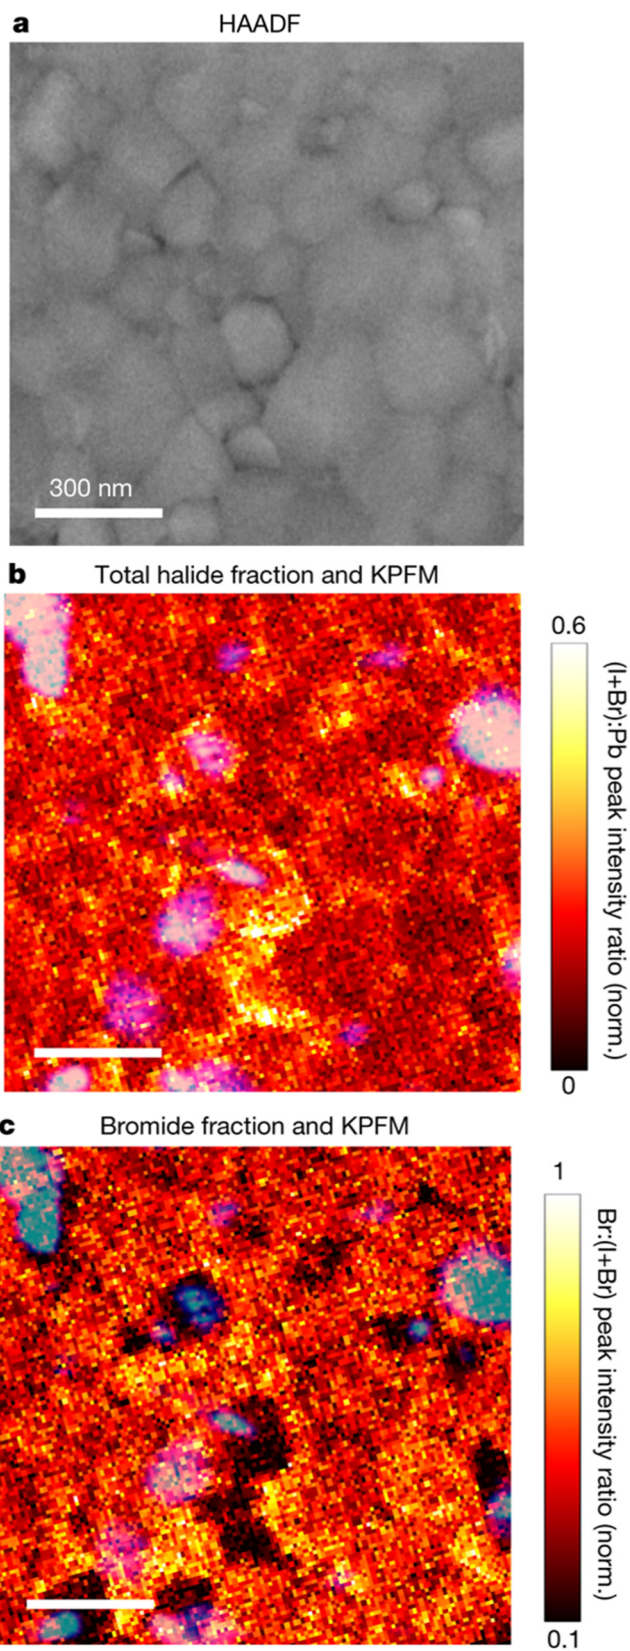 a
HAADF
300 nm
b
Total halide fraction and KPFM
0.6
(I+Br):Pb peak intensity ratio (norm.)
0
c
Bromide fraction and KPFM
1
Br:(I+Br) peak intensity ratio (norm.)
0.1